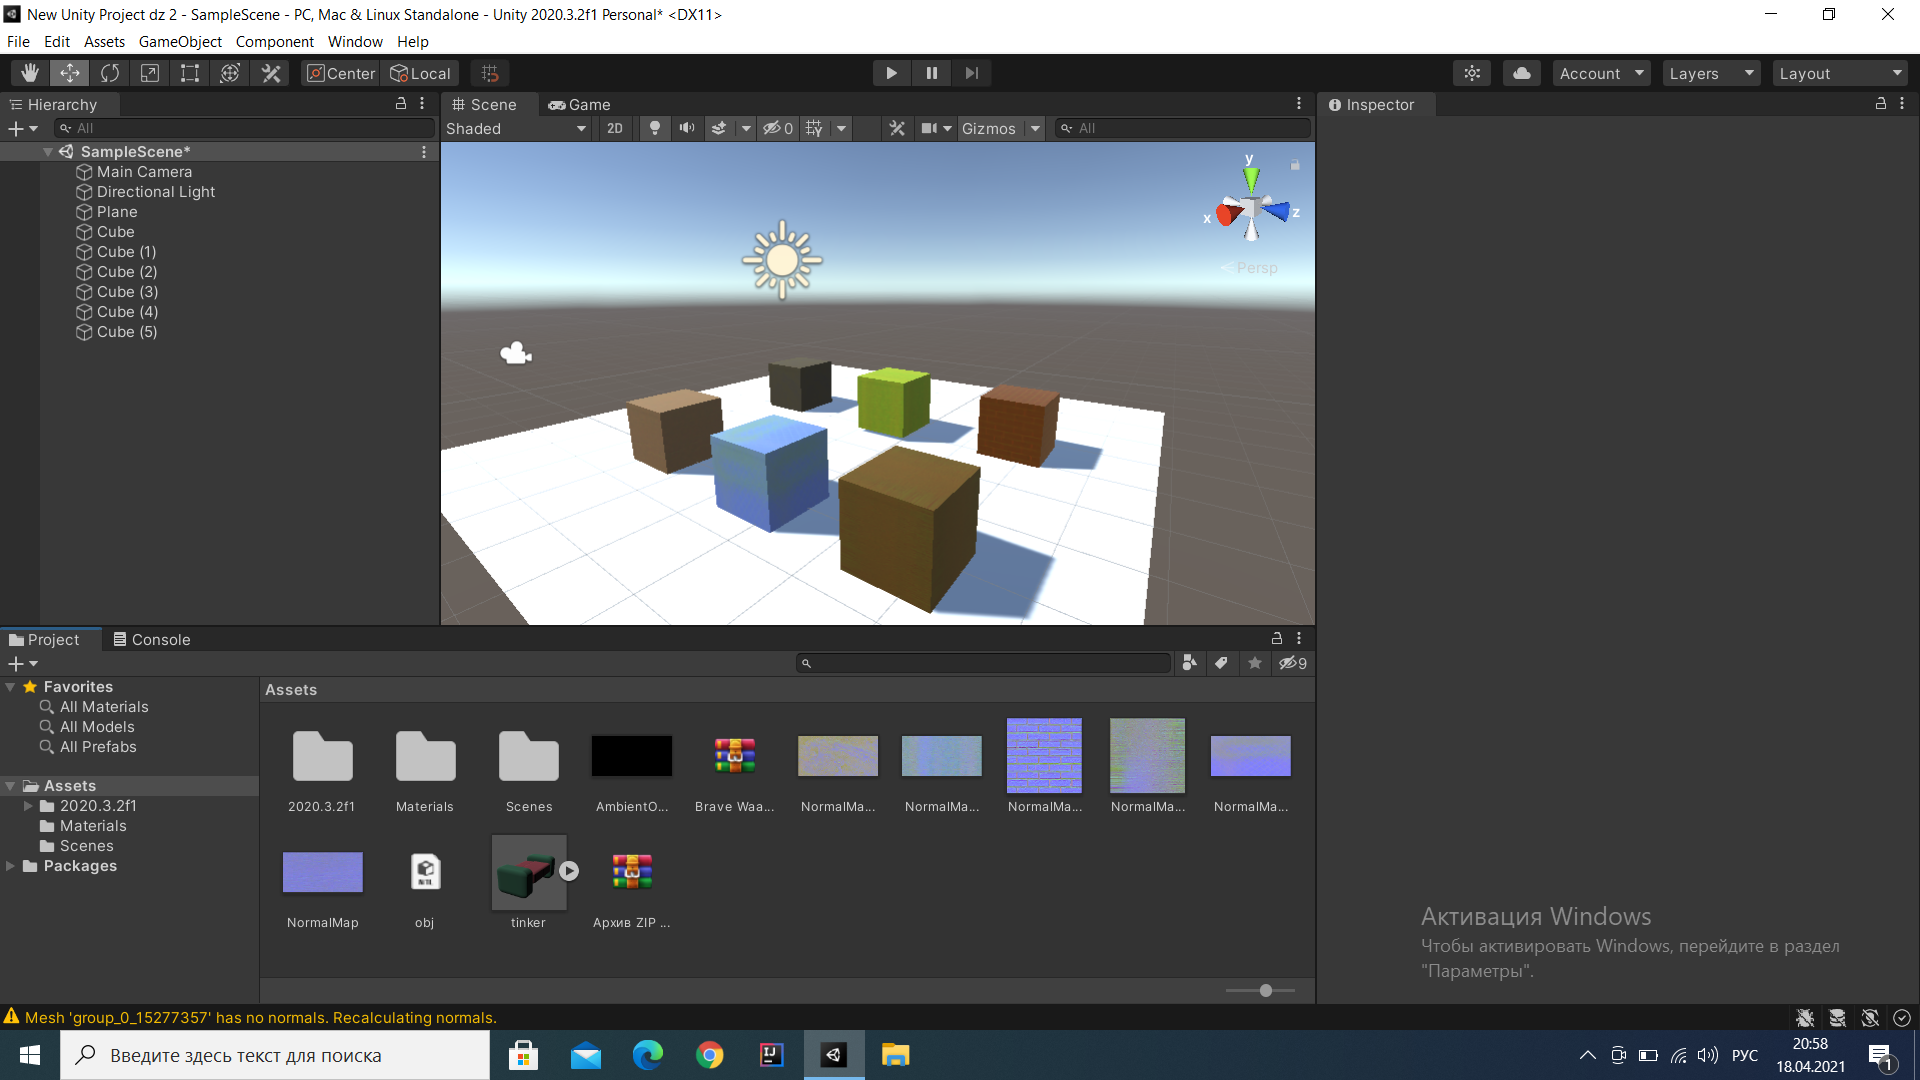 New Unity Project dz 2 - SampleScene - PC, Mac & Linux Standalone - Unity 2020.3.2f1 Personal* <DX11>
File Edit Assets GameObject Component Window Help
Center Local Account Layers Layout
Hierarchy
All
SampleScene*
Main Camera
Directional Light
Plane
Cube
Cube (1)
Cube (2)
Cube (3)
Cube (4)
Cube (5)
Scene Game
Shaded 2D 0 Gizmos All
y
x z
Persp
Inspector
Project Console
9
Favorites
All Materials
All Models
All Prefabs
Assets
2020.3.2f1
Materials
Scenes
Packages
Assets
2020.3.2f1 Materials Scenes AmbientO... Brave Waa... NormalMa... NormalMa... NormalMa... NormalMa... NormalMa...
NormalMap obj tinker Архив ZIP ...
Активация Windows
Чтобы активировать Windows, перейдите в раздел
"Параметры".
Mesh 'group_0_15277357' has no normals. Recalculating normals.
Введите здесь текст для поиска
IJ
РУС
20:58
18.04.2021
1